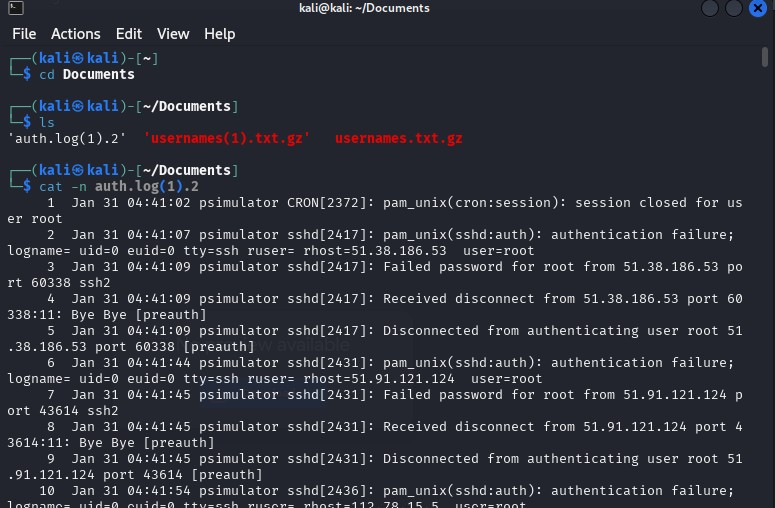 kali@kali: ~/Documents
File Actions Edit View Help
┌──(kali㉿kali)-[~]
└─$ cd Documents
┌──(kali㉿kali)-[~/Documents]
└─$ ls
'auth.log(1).2' 'usernames(1).txt.gz' usernames.txt.gz
┌──(kali㉿kali)-[~/Documents]
└─$ cat -n auth.log(1).2
1 Jan 31 04:41:02 psimulator CRON[2372]: pam_unix(cron:session): session closed for us
er root
2 Jan 31 04:41:07 psimulator sshd[2417]: pam_unix(sshd:auth): authentication failure;
logname= uid=0 euid=0 tty=ssh ruser= rhost=51.38.186.53 user=root
3 Jan 31 04:41:09 psimulator sshd[2417]: Failed password for root from 51.38.186.53 po
rt 60338 ssh2
4 Jan 31 04:41:09 psimulator sshd[2417]: Received disconnect from 51.38.186.53 port 60
338:11: Bye Bye [preauth]
5 Jan 31 04:41:09 psimulator sshd[2417]: Disconnected from authenticating user root 51
.38.186.53 port 60338 [preauth]
6 Jan 31 04:41:44 psimulator sshd[2431]: pam_unix(sshd:auth): authentication failure;
logname= uid=0 euid=0 tty=ssh ruser= rhost=51.91.121.124 user=root
7 Jan 31 04:41:45 psimulator sshd[2431]: Failed password for root from 51.91.121.124 p
ort 43614 ssh2
8 Jan 31 04:41:45 psimulator sshd[2431]: Received disconnect from 51.91.121.124 port 4
3614:11: Bye Bye [preauth]
9 Jan 31 04:41:45 psimulator sshd[2431]: Disconnected from authenticating user root 51
.91.121.124 port 43614 [preauth]
10 Jan 31 04:41:54 psimulator sshd[2436]: pam_unix(sshd:auth): authentication failure;
logname= uid=0 euid=0 tty=ssh ruser= rhost=112.78.15.5 user=root